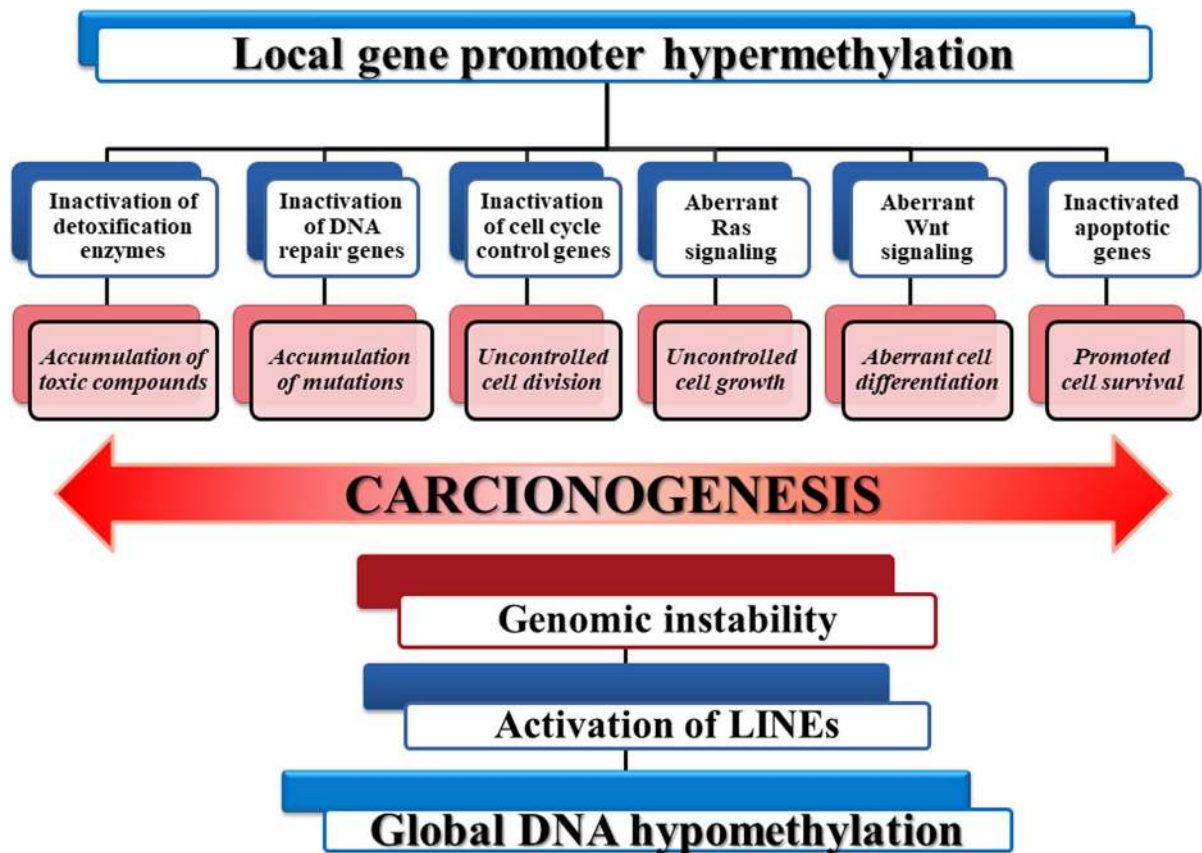 Local gene promoter hypermethylation
Inactivation of
detoxification
enzymes
Inactivation
of DNA
repair genes
Inactivation
of cell cycle
control genes
Aberrant
Ras
signaling
Aberrant
Wnt
signaling
Inactivated
apoptotic
genes
Accumulation of
toxic compounds
Accumulation
of mutations
Uncontrolled
cell division
Uncontrolled
cell growth
Aberrant cell
differentiation
Promoted
cell survival
CARCIONOGENESIS
Genomic instability
Activation of LINEs
Global DNA hypomethylation